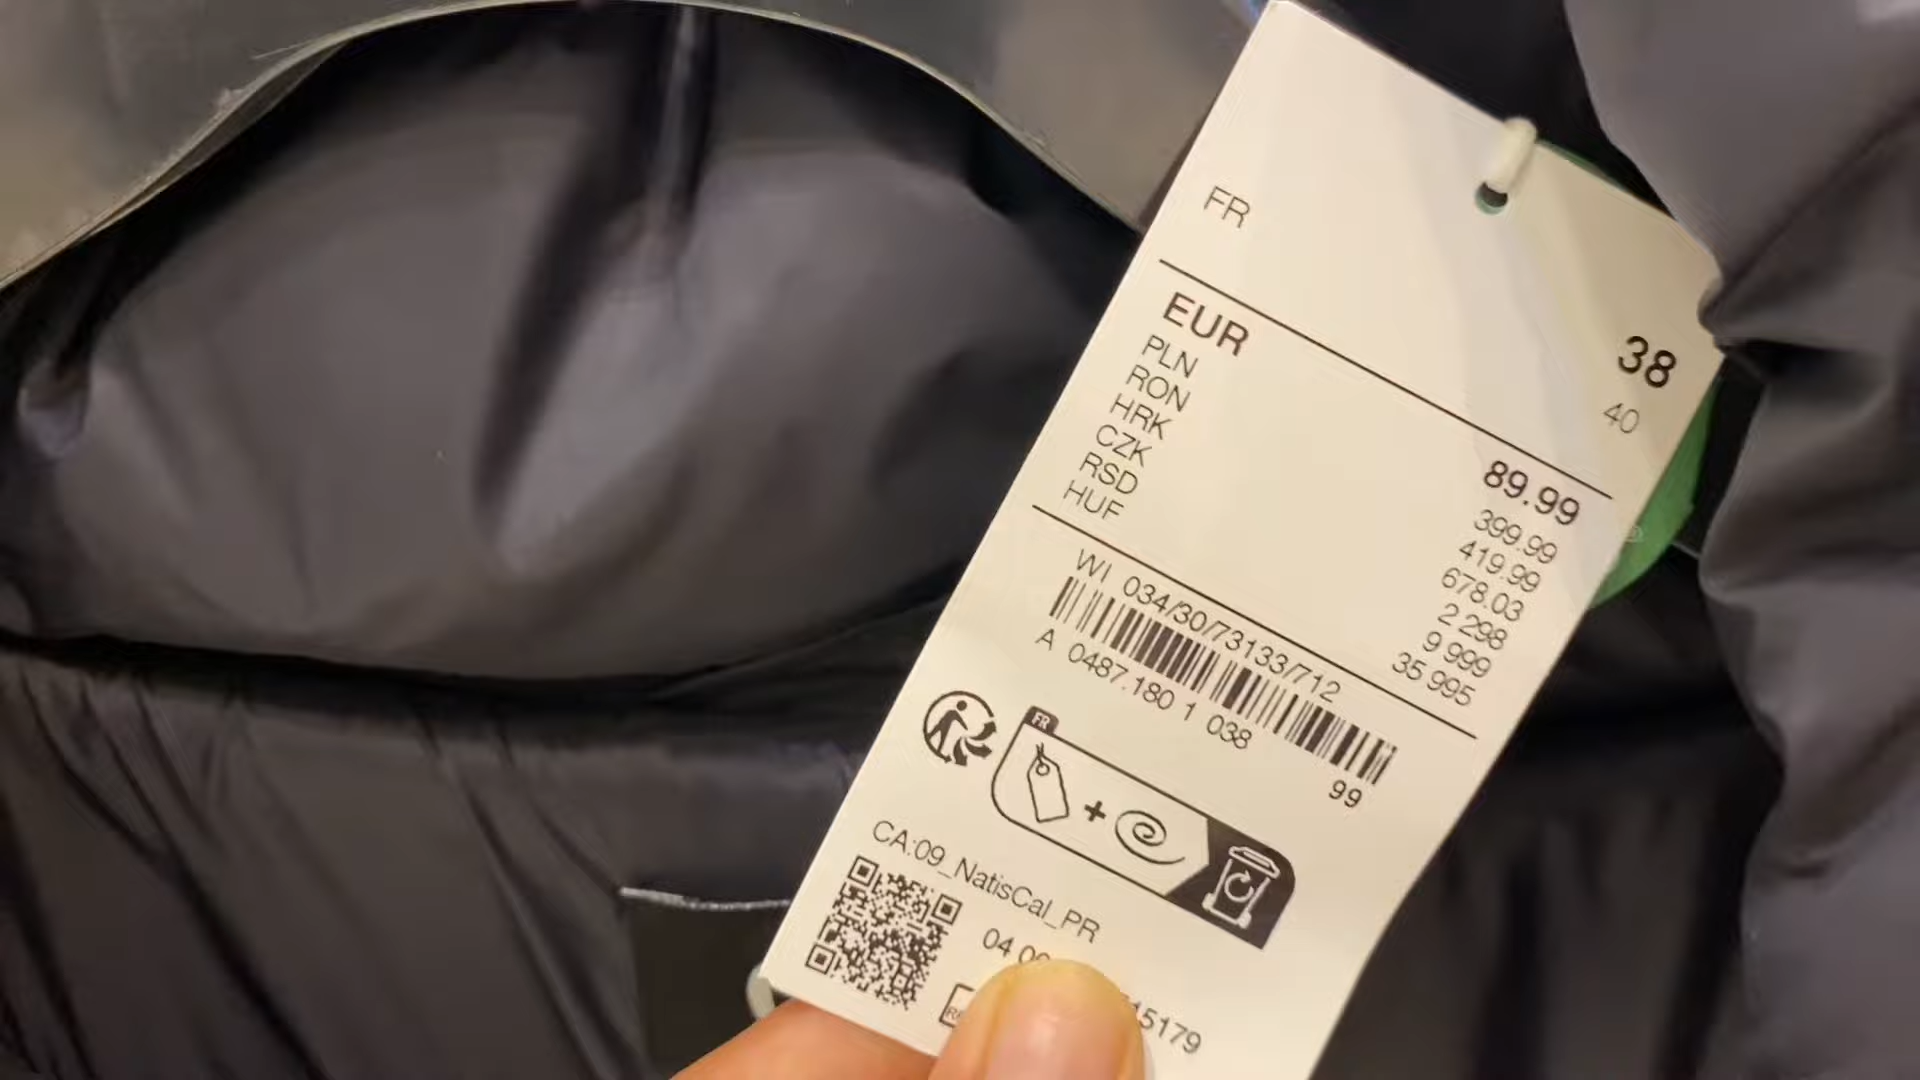 FR
38
40
EUR 89.99
PLN 399.99
RON 419.99
HRK 678.03
CZK 2 298
RSD 9 999
HUF 35 995
WI 034/30/73133/712
A 0487.180 1 038
99
FR
CA:09_NatisCal_PR
04
15179